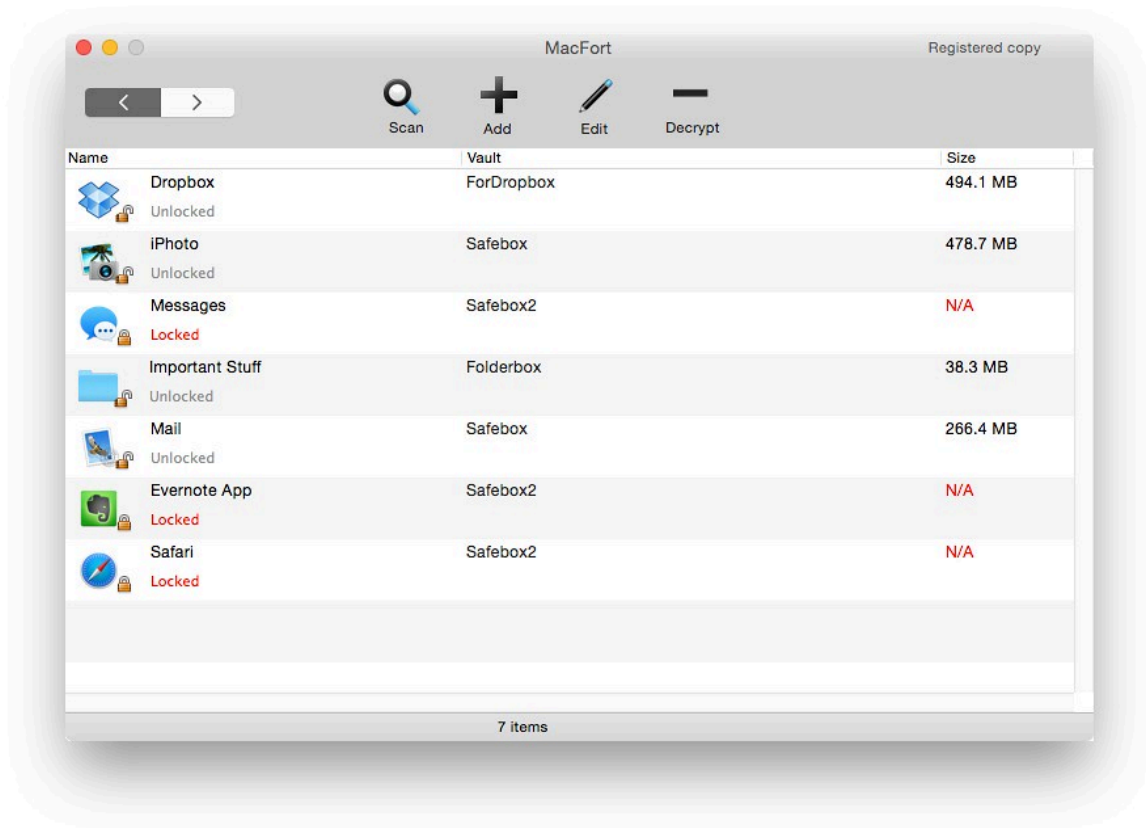 MacFort
Registered copy
Scan
Add
Edit
Decrypt
Name Vault Size
Dropbox ForDropbox 494.1 MB
Unlocked
iPhoto Safebox 478.7 MB
Unlocked
Messages Safebox2 N/A
Locked
Important Stuff Folderbox 38.3 MB
Unlocked
Mail Safebox 266.4 MB
Unlocked
Evernote App Safebox2 N/A
Locked
Safari Safebox2 N/A
Locked
7 items